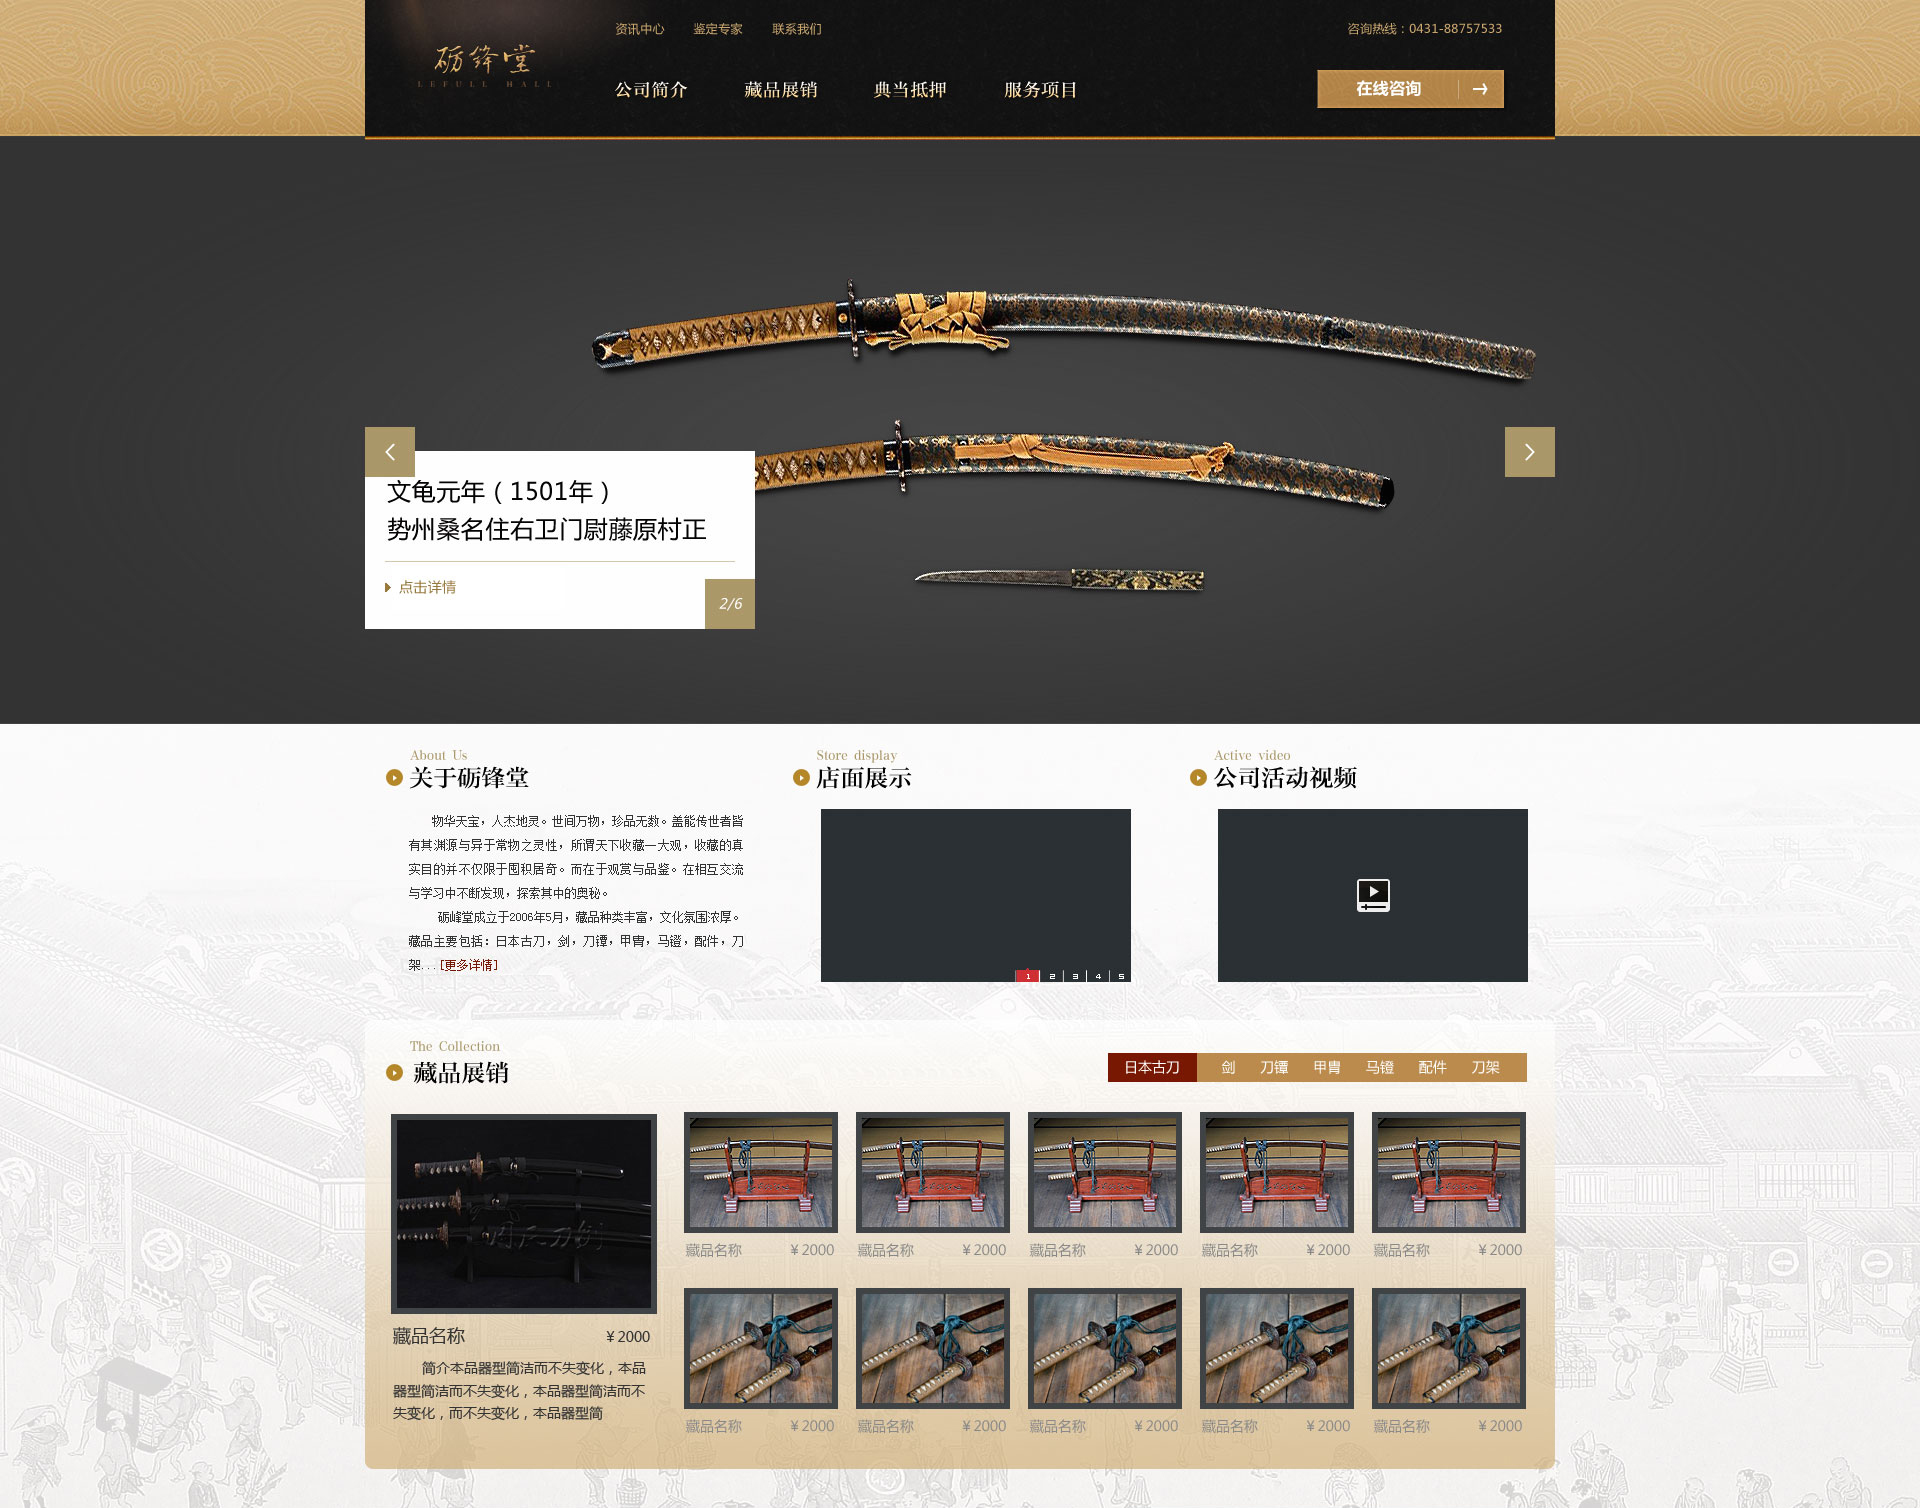 资讯中心 鉴定专家 联系我们 咨询热线：0431-88757533
砺锋堂
LEFULL HALL
公司简介 藏品展销 典当抵押 服务项目 在线咨询
文龟元年（1501年）
势州桑名住右卫门尉藤原村正
点击详情
2/6
About Us
关于砺锋堂
物华天宝，人杰地灵。世间万物，珍品无数。盖能传世者皆
有其渊源与异于常物之灵性，所谓天下收藏一大观，收藏的真
实目的并不仅限于囤积居奇。而在于观赏与品鉴。在相互交流
与学习中不断发现，探索其中的奥秘。
砺峰堂成立于2006年5月，藏品种类丰富，文化氛围浓厚。
藏品主要包括：日本古刀，剑，刀镡，甲胄，马镫，配件，刀
架...[更多详情]
Store display
店面展示
1 2 3 4 5
Active video
公司活动视频
The Collection
藏品展销
日本古刀 剑 刀镡 甲胄 马镫 配件 刀架
藏品名称 ¥2000
简介本品器型简洁而不失变化，本品
器型简洁而不失变化，本品器型简洁而不
失变化，而不失变化，本品器型简
藏品名称 ¥2000 藏品名称 ¥2000 藏品名称 ¥2000 藏品名称 ¥2000 藏品名称 ¥2000
藏品名称 ¥2000 藏品名称 ¥2000 藏品名称 ¥2000 藏品名称 ¥2000 藏品名称 ¥2000